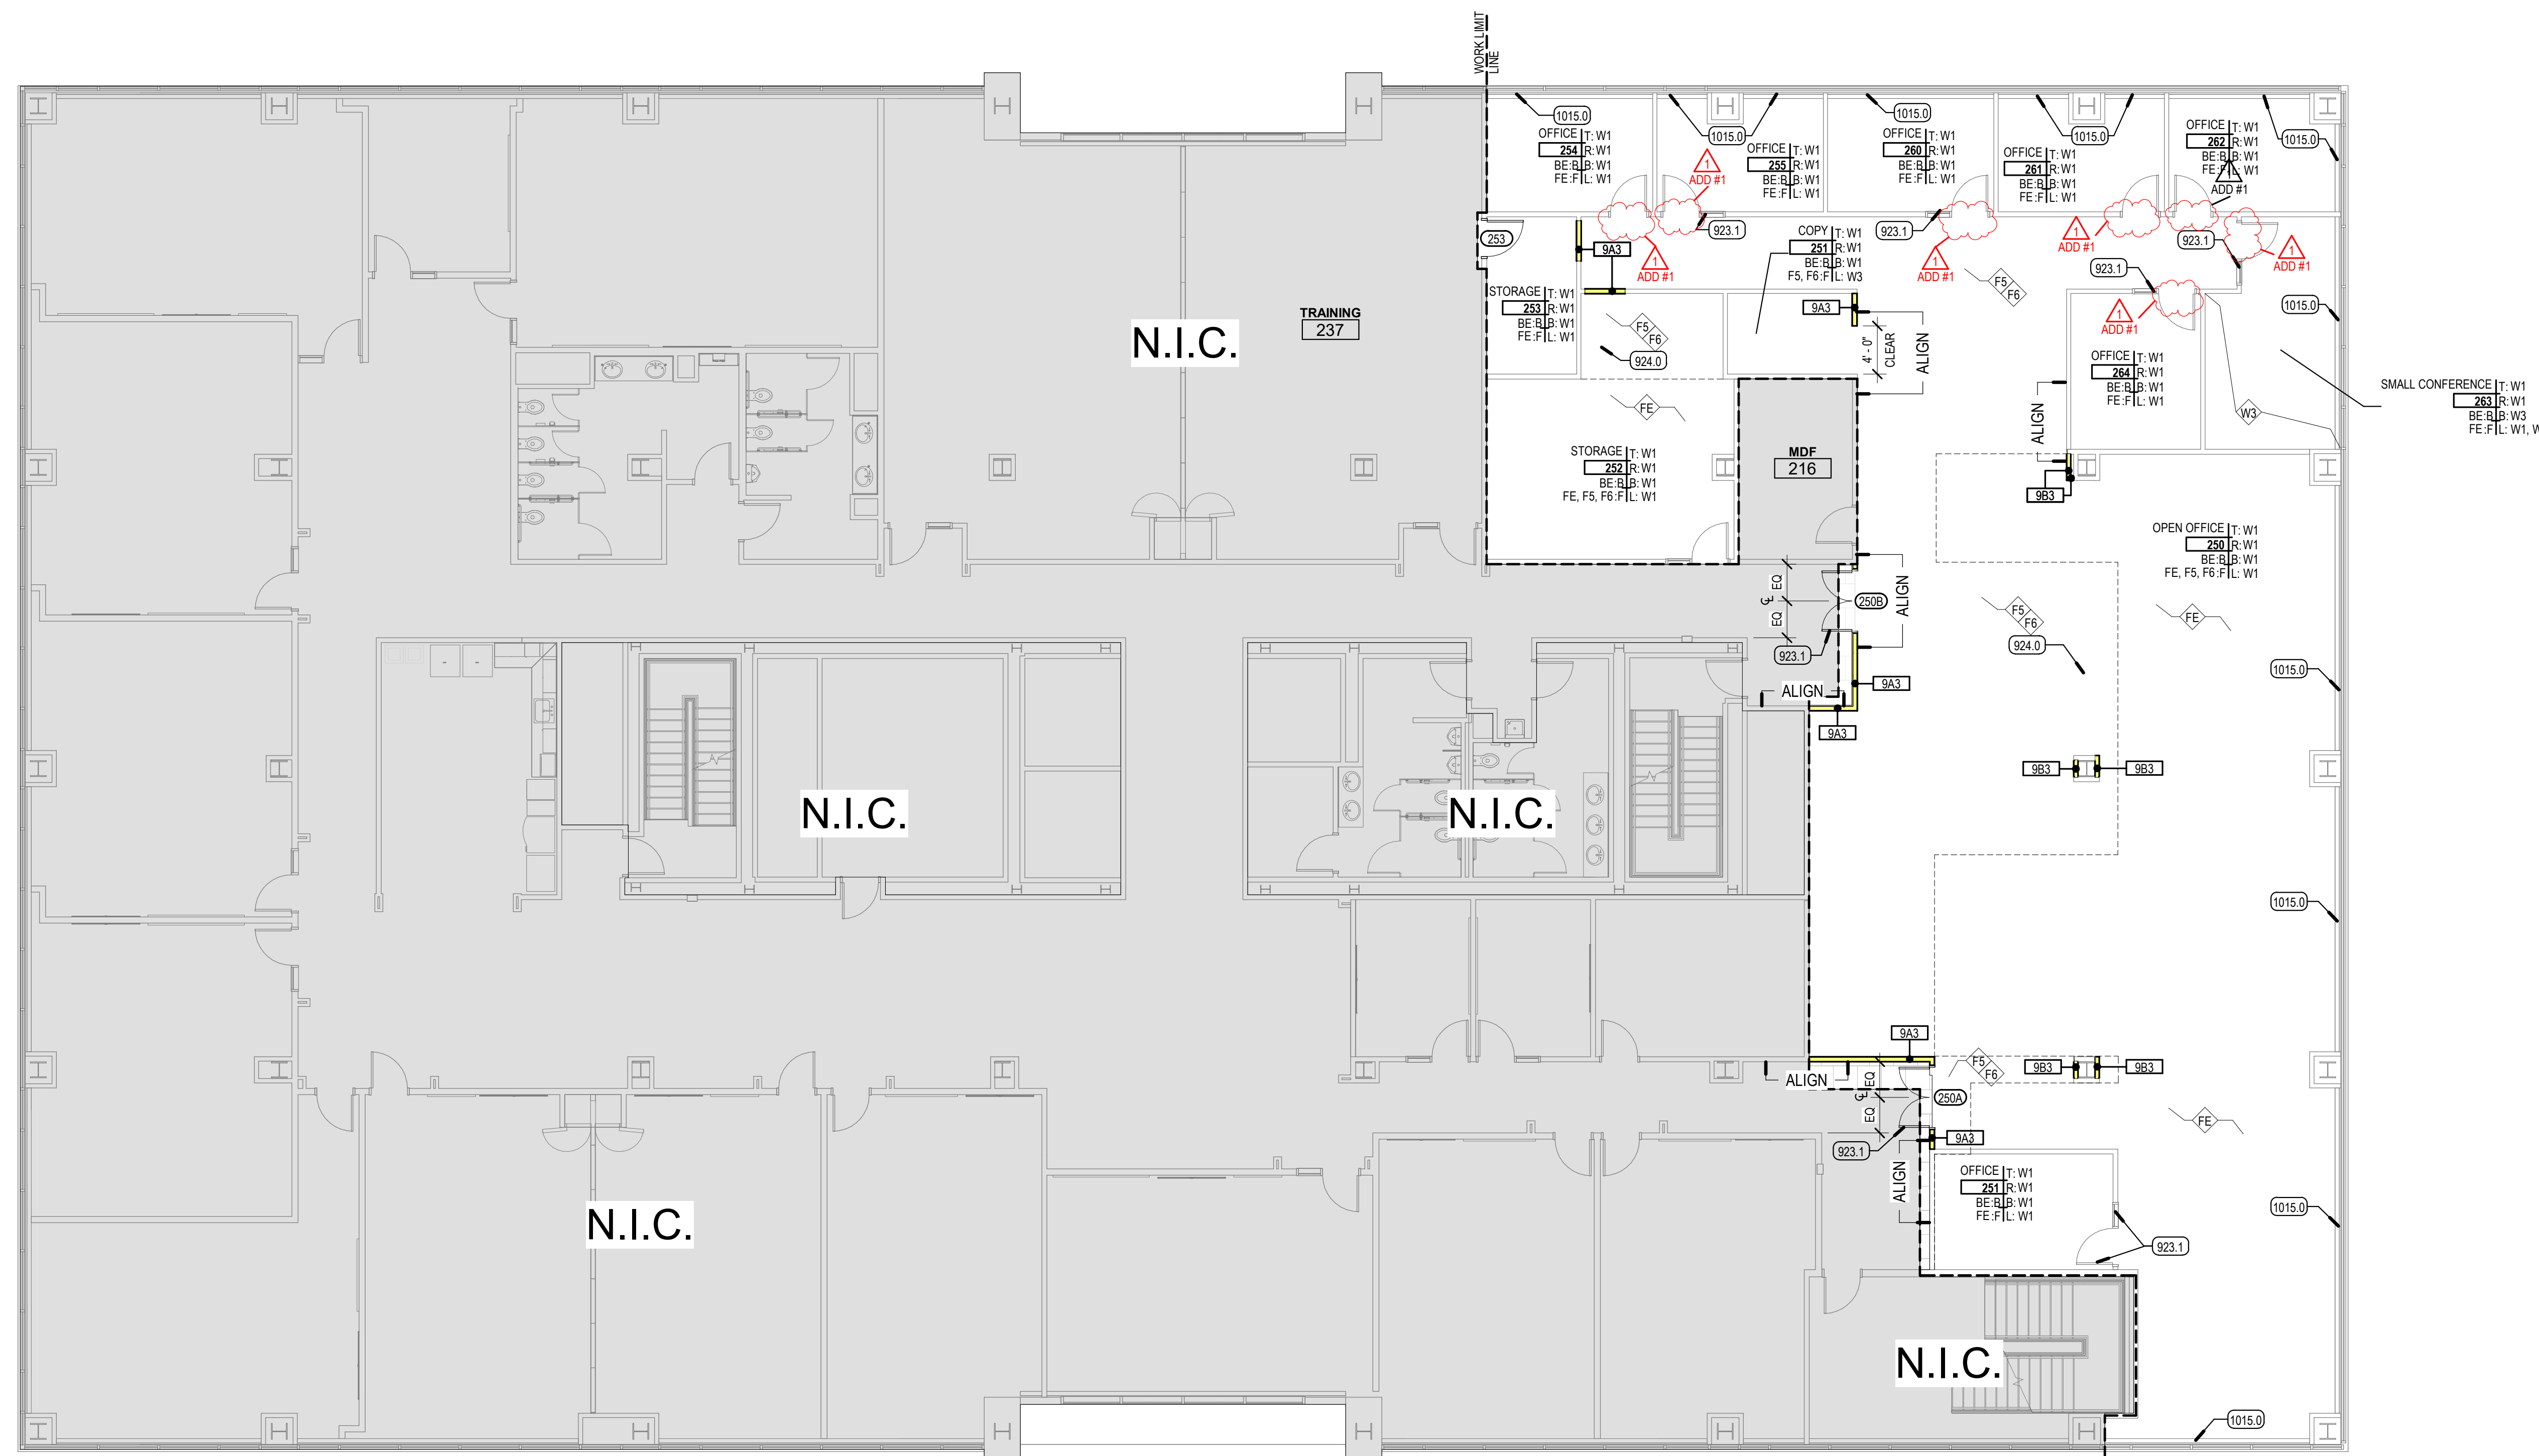 WORK LIMIT
LINE
1015.0
OFFICE T: W1
254 R: W1
BE:B B: W1
FE:F L: W1
1015.0
OFFICE T: W1
255 R: W1
BE:B B: W1
FE:F L: W1
1
ADD #1
1015.0
OFFICE T: W1
260 R: W1
BE:B B: W1
FE:F L: W1
1015.0
OFFICE T: W1
261 R: W1
BE:B B: W1
FE:F L: W1
OFFICE T: W1
262 R: W1
BE:B B: W1
FE:F L: W1
ADD #1
1015.0
253
9A3
923.1
1
ADD #1
COPY T: W1
251 R: W1
BE:B B: W1
F5, F6:F L: W3
923.1
1
ADD #1
1
ADD #1
923.1
1
ADD #1
923.1
1
ADD #1
F5
F6
1015.0
STORAGE T: W1
253 R: W1
BE:B B: W1
FE:F L: W1
F5
F6
924.0
9A3
4' - 0"
CLEAR
ALIGN
TRAINING
237
N.I.C.
OFFICE T: W1
264 R: W1
BE:B B: W1
FE:F L: W1
ALIGN
W3
SMALL CONFERENCE T: W1
263 R: W1
BE:B B: W3
FE:F L: W1, W
FE
STORAGE T: W1
252 R: W1
BE:B B: W1
FE, F5, F6:F L: W1
MDF
216
9B3
OPEN OFFICE T: W1
250 R: W1
BE:B B: W1
FE, F5, F6:F L: W1
EQ
EQ
250B
ALIGN
923.1
ALIGN
9A3
9A3
F5
F6
924.0
FE
1015.0
9B3
9B3
N.I.C.
N.I.C.
1015.0
9A3
ALIGN
EQ
EQ
F5
F6
250A
9B3
9B3
FE
923.1
9A3
ALIGN
OFFICE T: W1
251 R: W1
BE:B B: W1
FE:F L: W1
1015.0
923.1
N.I.C.
N.I.C.
1015.0